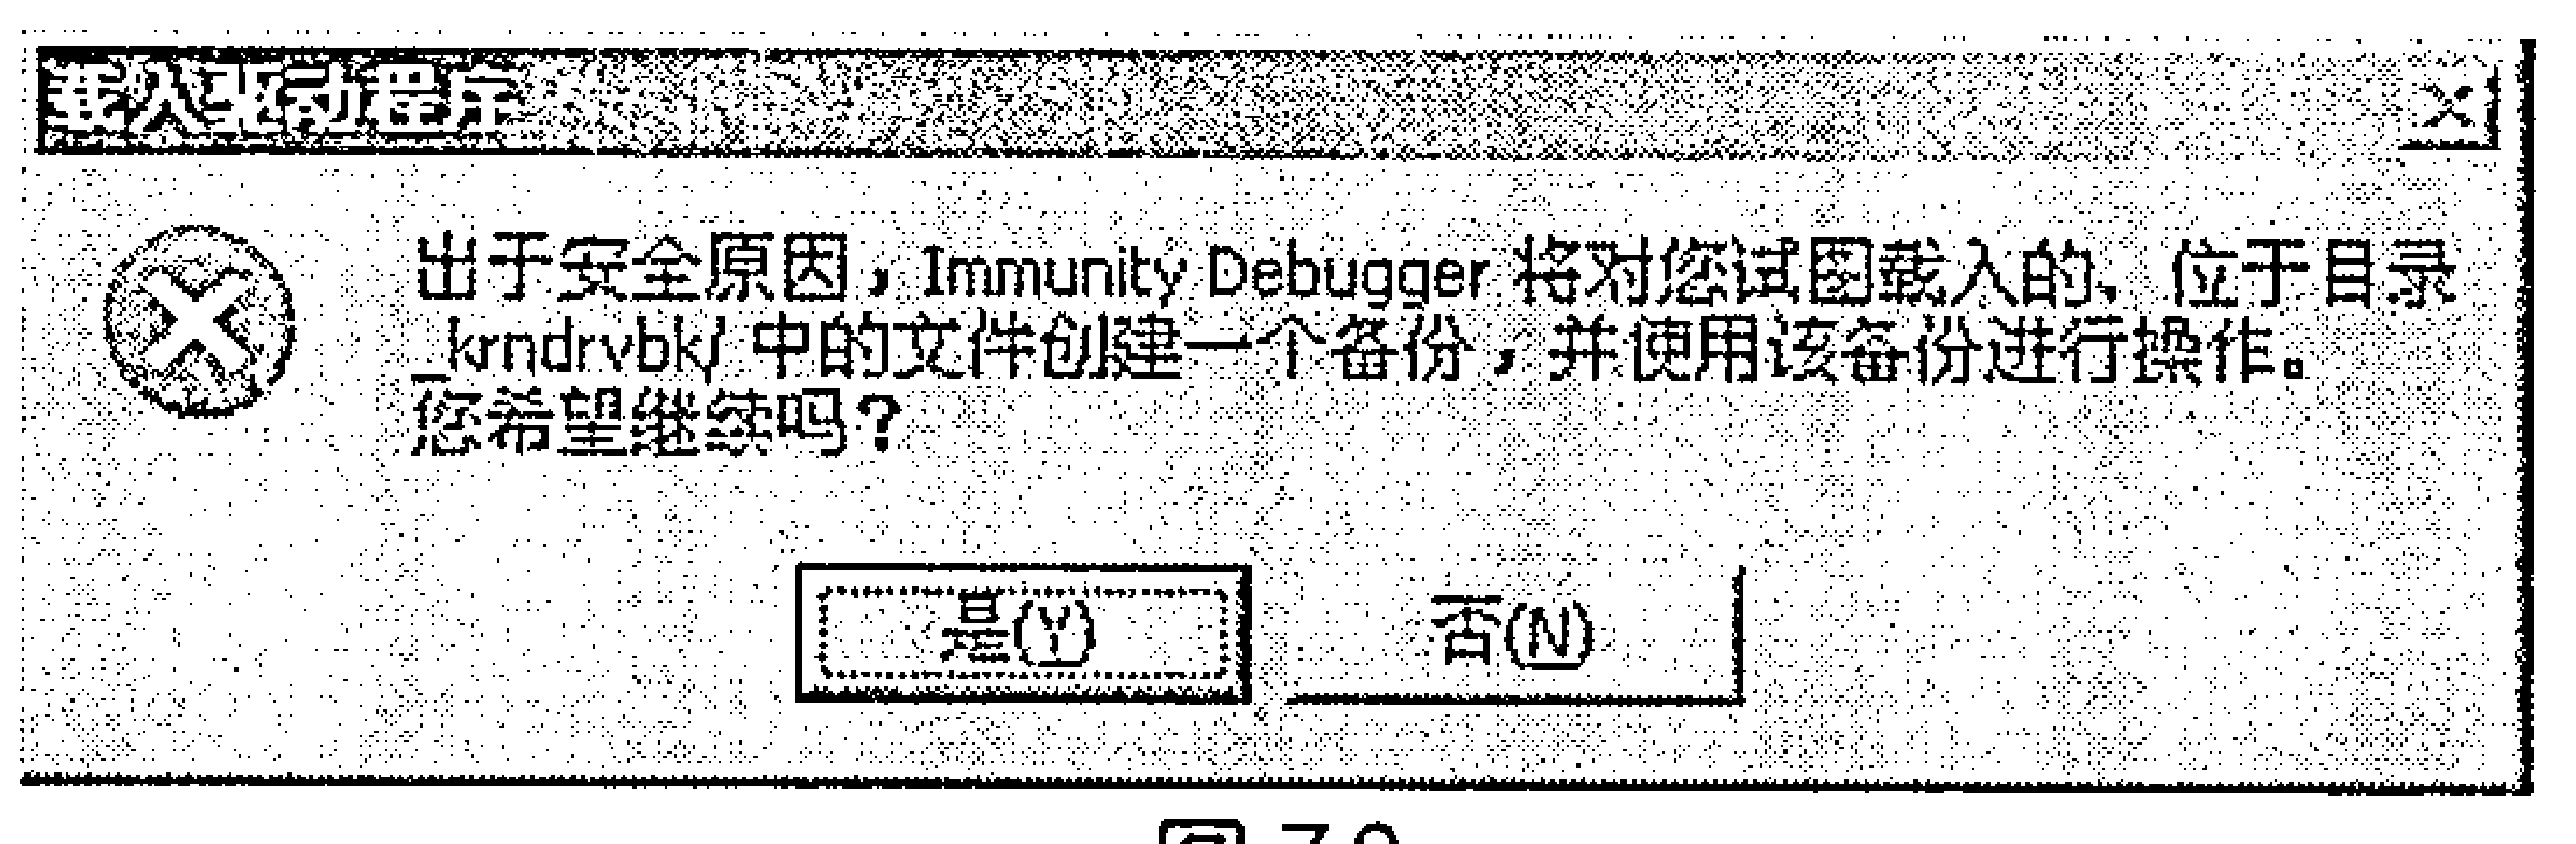 载入驱动程序
出于安全原因，Immunity Debugger 将对您试图载入的、位于目录
_krndrvbk/ 中的文件创建一个备份，并使用该备份进行操作。
您希望继续吗？
是(Y) 否(N)